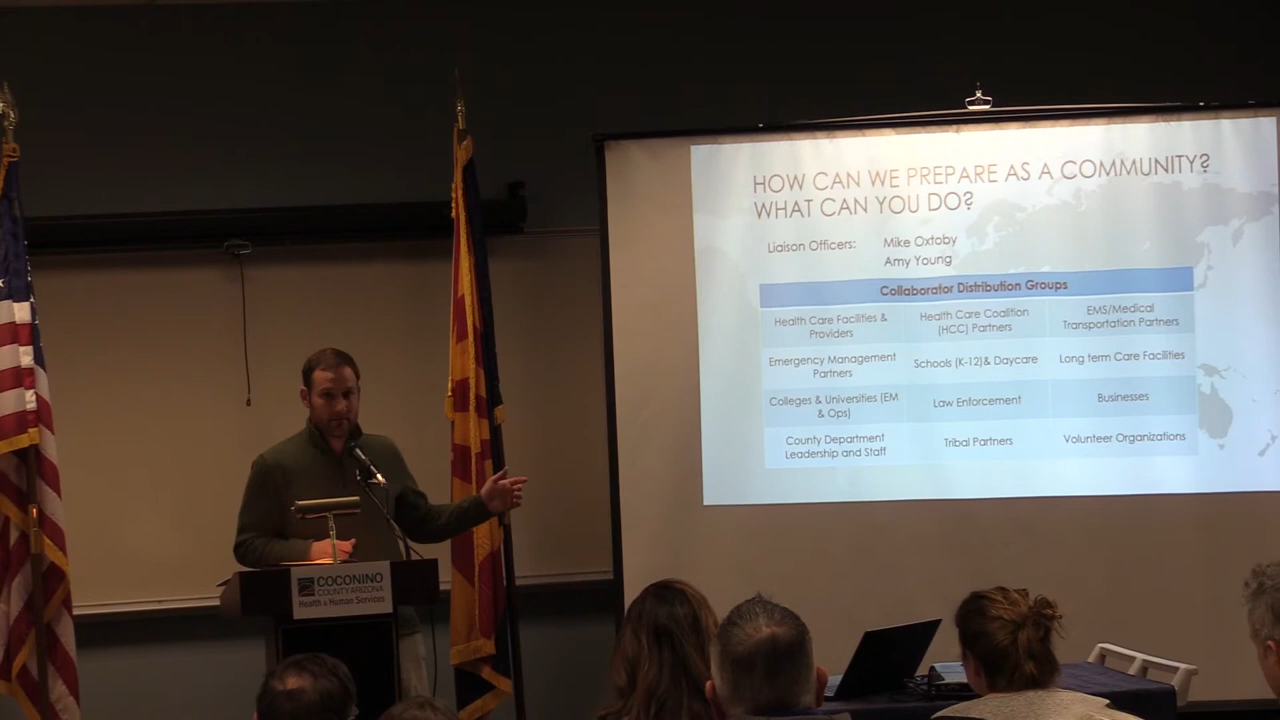 HOW CAN WE PREPARE AS A COMMUNITY?
WHAT CAN YOU DO?
Liaison Officers: Mike Oxtoby
Amy Young
Collaborator Distribution Groups
Health Care Facilities &
Providers
Health Care Coalition
(HCC) Partners
EMS/Medical
Transportation Partners
Emergency Management
Partners
Schools (K-12)& Daycare
Long term Care Facilities
Colleges & Universities (EM
& Ops)
Law Enforcement
Businesses
County Department
Leadership and Staff
Tribal Partners
Volunteer Organizations
COCONINO
COUNTY ARIZONA
Health & Human Services